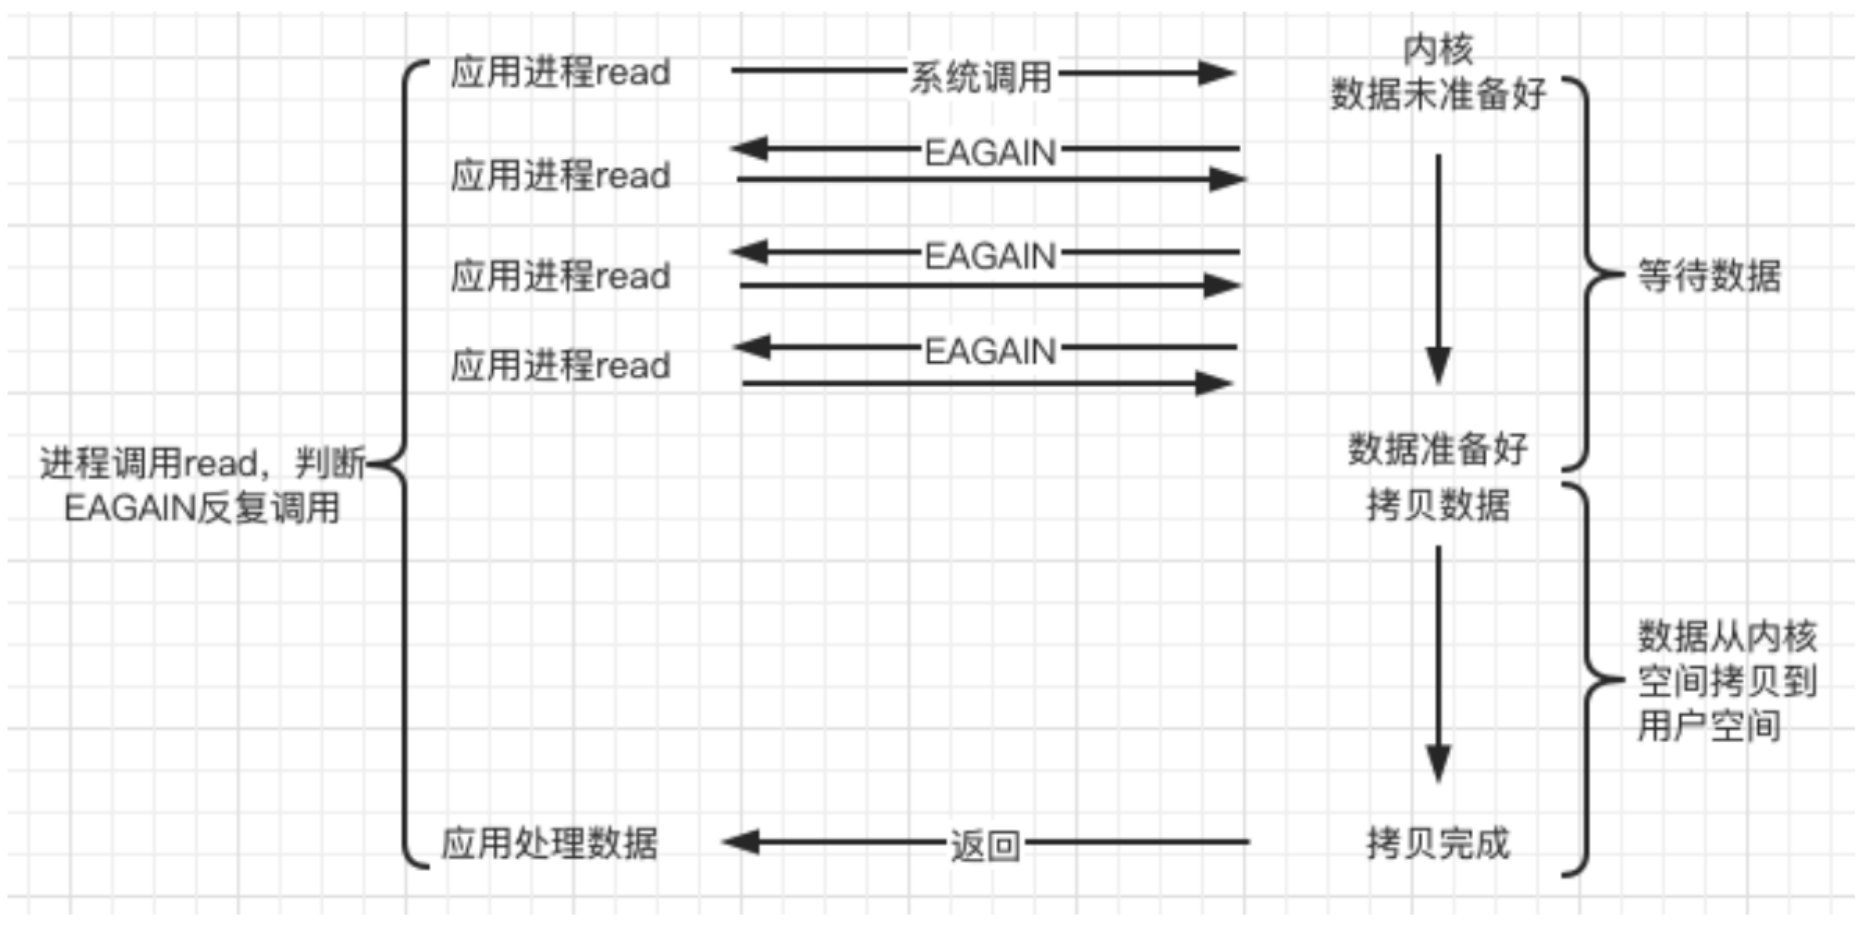 应用进程read
系统调用
内核
数据未准备好
EAGAIN
应用进程read
EAGAIN
应用进程read
等待数据
EAGAIN
应用进程read
进程调用read，判断
EAGAIN反复调用
数据准备好
拷贝数据
数据从内核
空间拷贝到
用户空间
应用处理数据
返回
拷贝完成